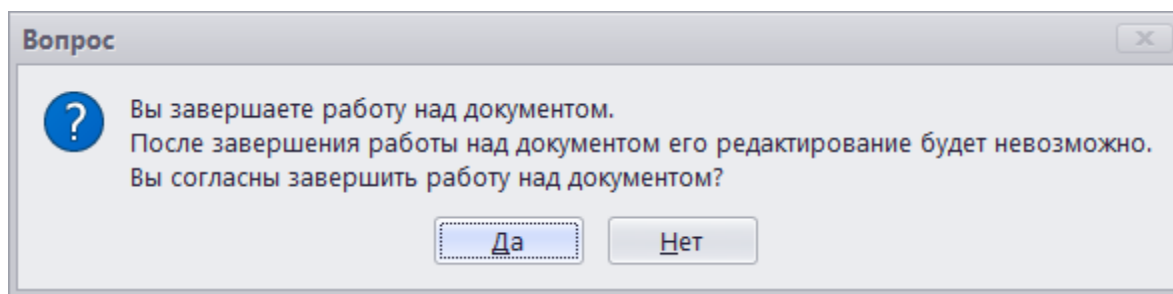 Вопрос
Вы завершаете работу над документом.
После завершения работы над документом его редактирование будет невозможно.
Вы согласны завершить работу над документом?
Да
Нет